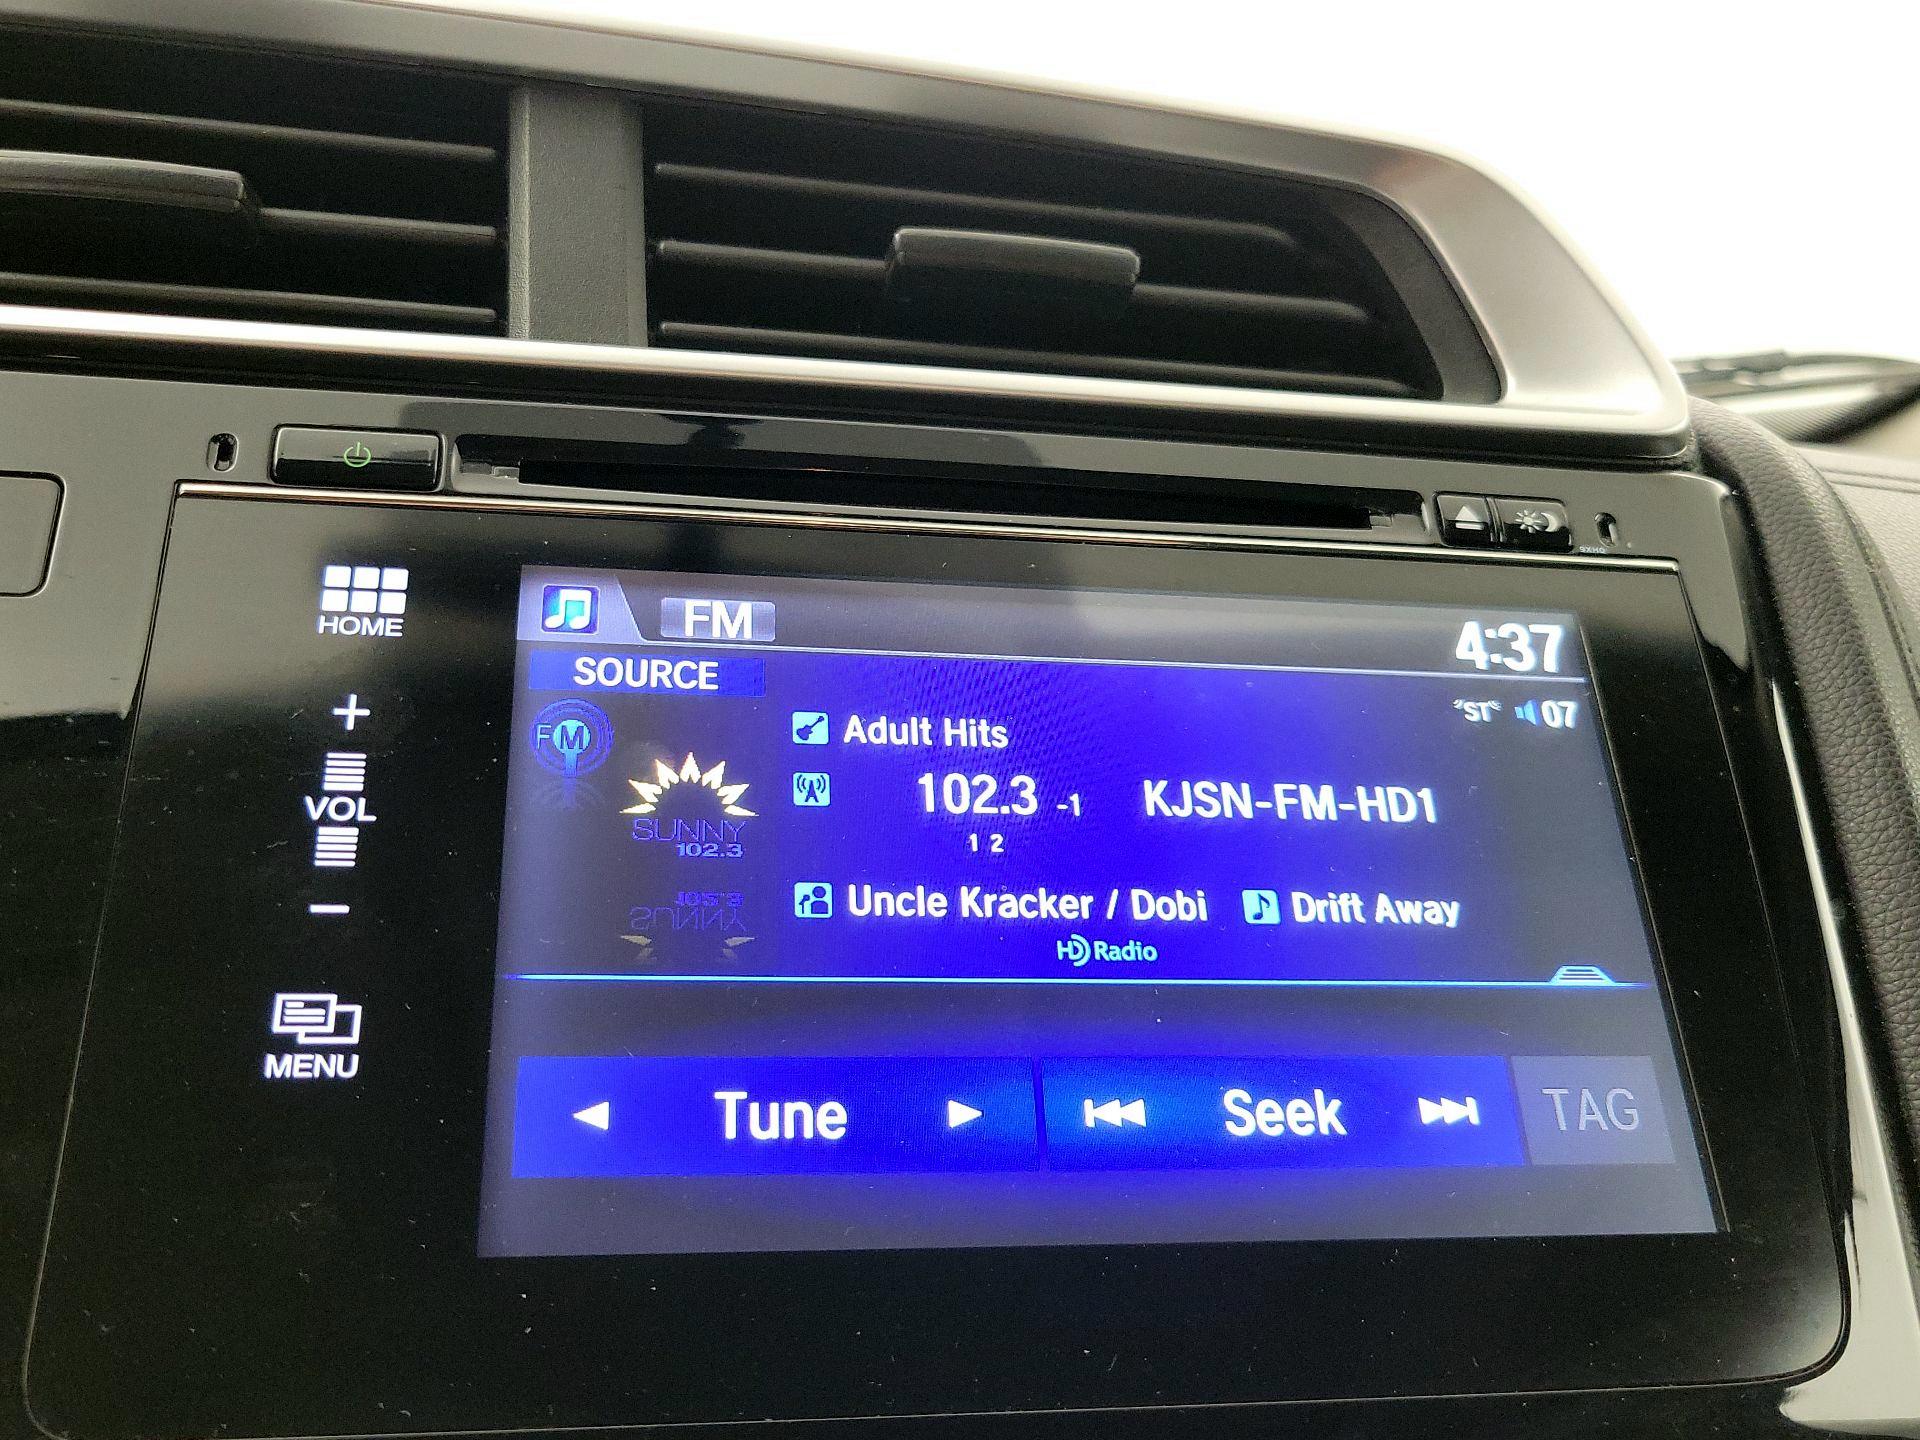 HOME
VOL
MENU
FM
4:37
SOURCE
ST 07
FM
Adult Hits
SUNNY
102.3
102.3 -1 KJSN-FM-HD1
1 2
Uncle Kracker / Dobi Drift Away
HD Radio
Tune Seek TAG